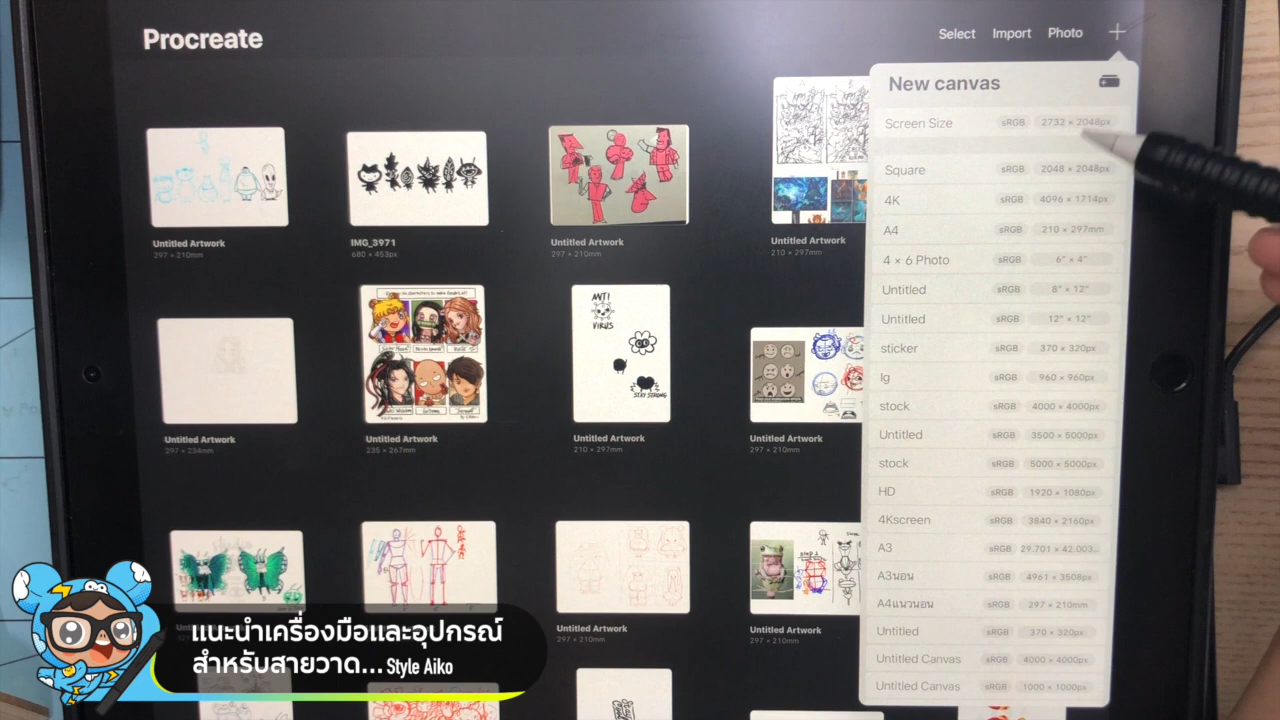 Procreate
Select Import Photo
New canvas
Screen Size sRGB 2732 × 2048px
Square sRGB 2048 × 2048px
4K sRGB 4096 × 1714px
A4 sRGB 210 × 297mm
4 × 6 Photo sRGB 6" × 4"
Untitled sRGB 8" × 12"
Untitled sRGB 12" × 12"
sticker sRGB 370 × 320px
Ig sRGB 960 × 960px
stock sRGB 4000 × 4000px
Untitled sRGB 3500 × 5000px
stock sRGB 5000 × 5000px
HD sRGB 1920 × 1080px
4Kscreen sRGB 3840 × 2160px
A3 sRGB 29.701 × 42.003...
A3นอน sRGB 4961 × 3508px
A4แนวนอน sRGB 297 × 210mm
Untitled sRGB 370 × 320px
Untitled Canvas sRGB 4000 × 4000px
Untitled Canvas sRGB 1000 × 1000px
Untitled Artwork
297 × 210mm
IMG_3971
680 × 453px
Untitled Artwork
297 × 210mm
Untitled Artwork
210 × 297mm
ANTI
VIRUS
STAY STRONG
Untitled Artwork
297 × 234mm
Untitled Artwork
235 × 267mm
Untitled Artwork
210 × 297mm
Untitled Artwork
297 × 210mm
Untitled Artwork
297 × 210mm
Untitled Artwork
297 × 210mm
แนะนำเครื่องมือและอุปกรณ์
สำหรับสายวาด... Style Aiko